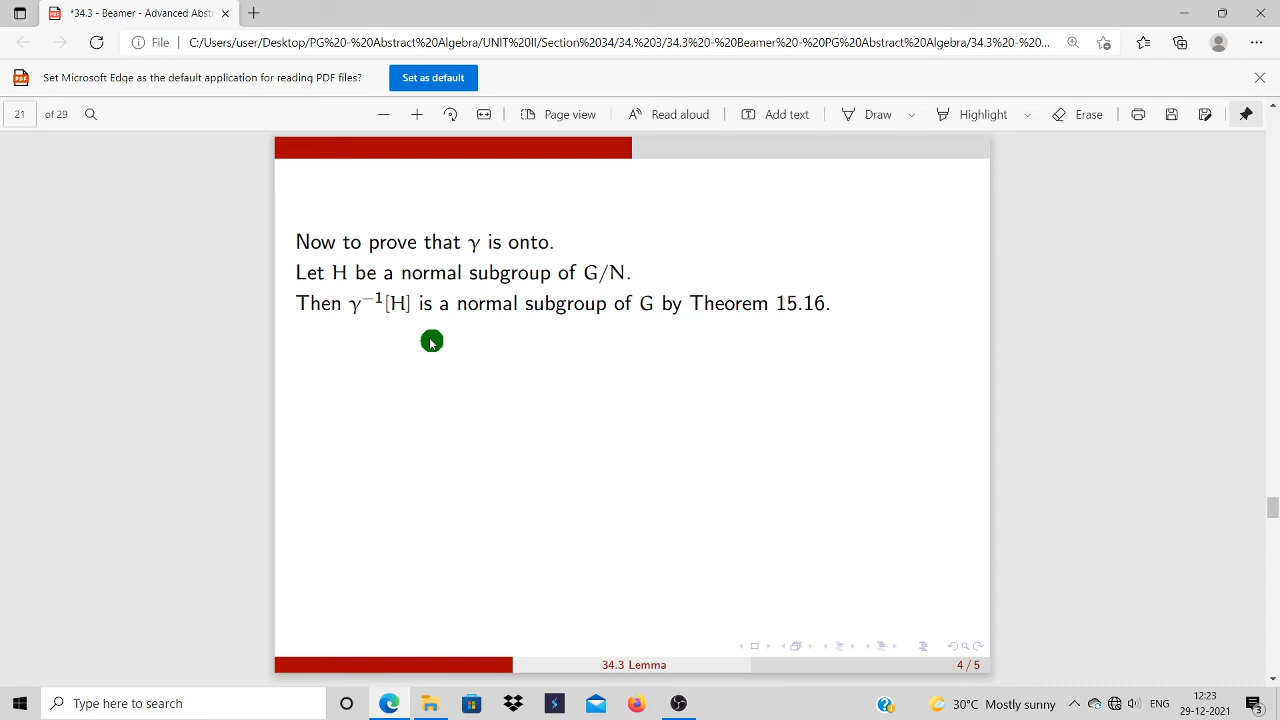 *34.3 - Beamer - Advanced Abst
File
C:/Users/user/Desktop/PG%20-%20Abstract%20Algebra/UNIT%20II/Section%2034/34.%203/34.3%20-%20Beamer%20-%20PG%20Abstract%20Algebra/34.3%20-%20...
Set Microsoft Edge as the default application for reading PDF files?
Set as default
21
of 29
Page view
Read aloud
Add text
Draw
Highlight
Erase
Now to prove that γ is onto.
Let H be a normal subgroup of G/N.
Then γ⁻¹[H] is a normal subgroup of G by Theorem 15.16.
34.3 Lemma
4 / 5
Type here to search
30°C Mostly sunny
ENG
12:23
29-12-2021
3